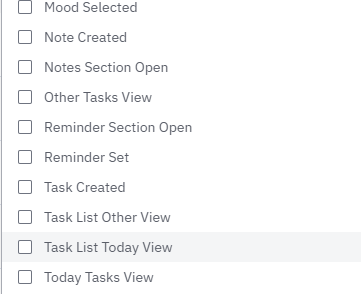 Mood Selected
Note Created
Notes Section Open
Other Tasks View
Reminder Section Open
Reminder Set
Task Created
Task List Other View
Task List Today View
Today Tasks View